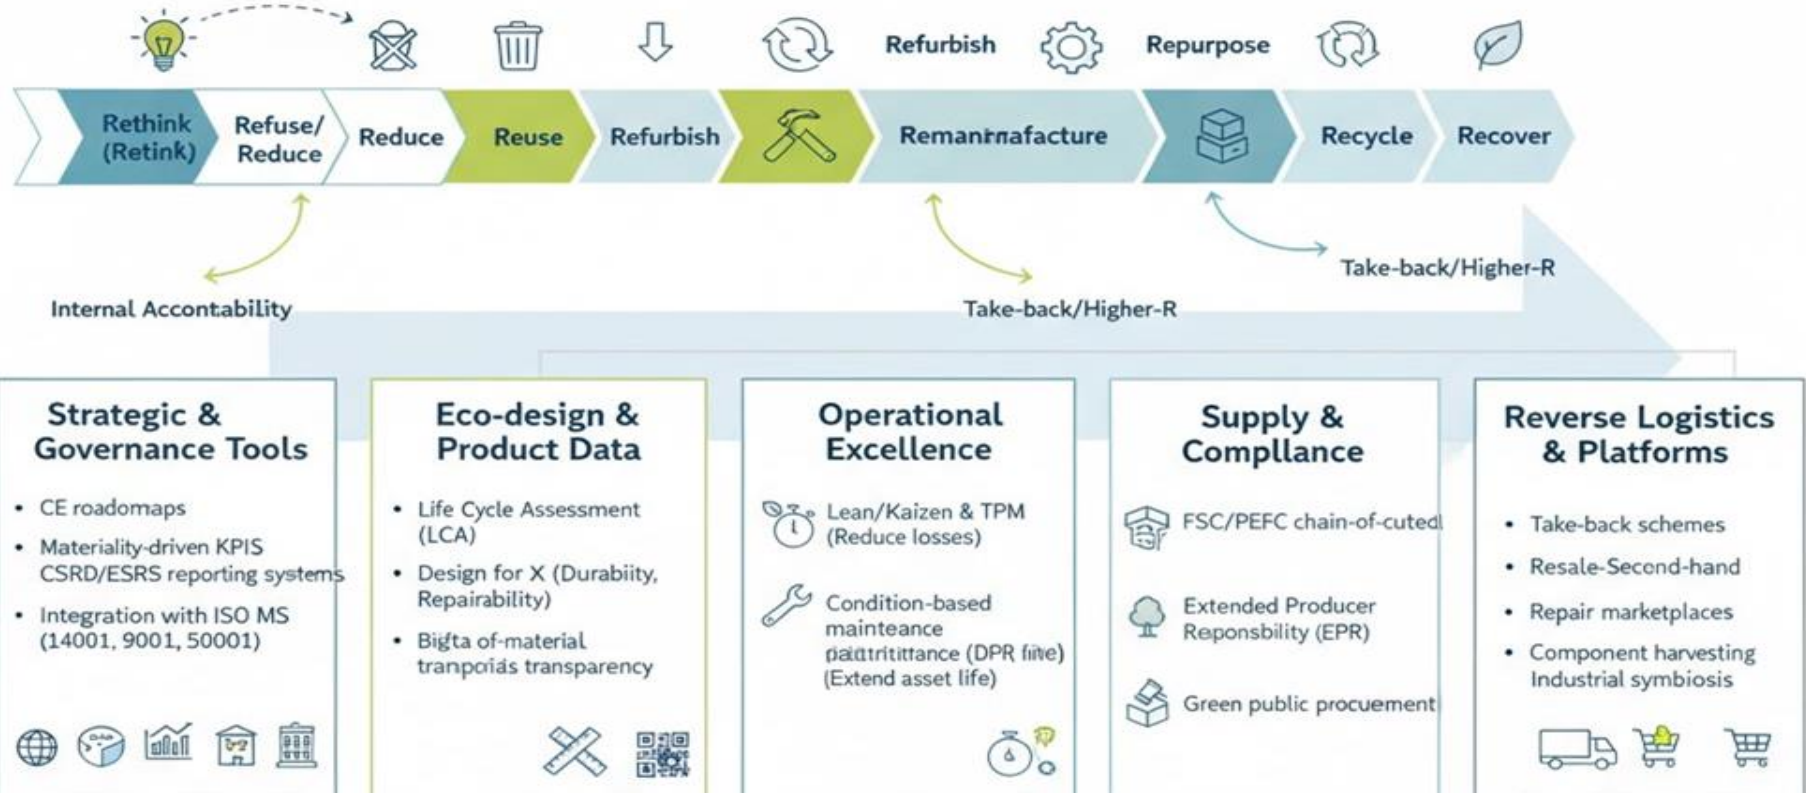 Refurbish
Repurpose
Rethink
(Retink)
Refuse/
Reduce
Reduce
Reuse
Refurbish
Recycle
Recover
Internal Accontability
Take-back/Higher-R
Take-back/Higher-R
Strategic &
Governance Tools
• CE roadomaps
• Materiality-driven KPIS
CSRD/ESRS reporting systems
• Integration with ISO MS
(14001, 9001, 50001)
Eco-design &
Product Data
• Life Cycle Assessment
(LCA)
• Design for X (Durabiity,
Repairability)
• of-material
transparency
Operational
Excellence
Lean/Kaizen & TPM
(Reduce losses)
Condition-based
mainteance
(DPR
(Extend asset life)
Supply &
Compllance
FSC/PEFC chain-of-cuted
Extended Producer
Reponsbility (EPR)
Green public procuement
Reverse Logistics
& Platforms
• Take-back schemes
• Resale-Second-hand
• Repair marketplaces
• Component harvesting
Industrial symbiosis